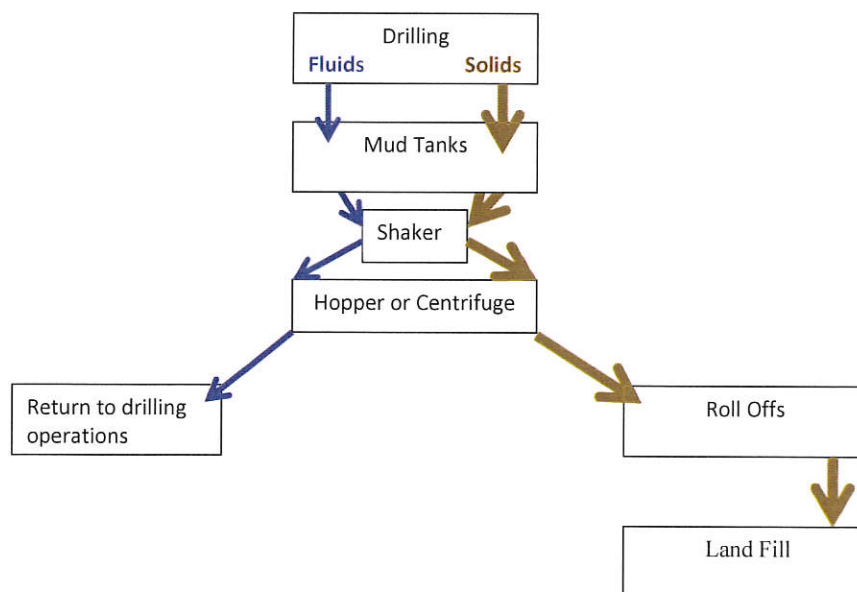 Drilling
Fluids Solids
Mud Tanks
Shaker
Hopper or Centrifuge
Return to drilling
operations
Roll Offs
Land Fill